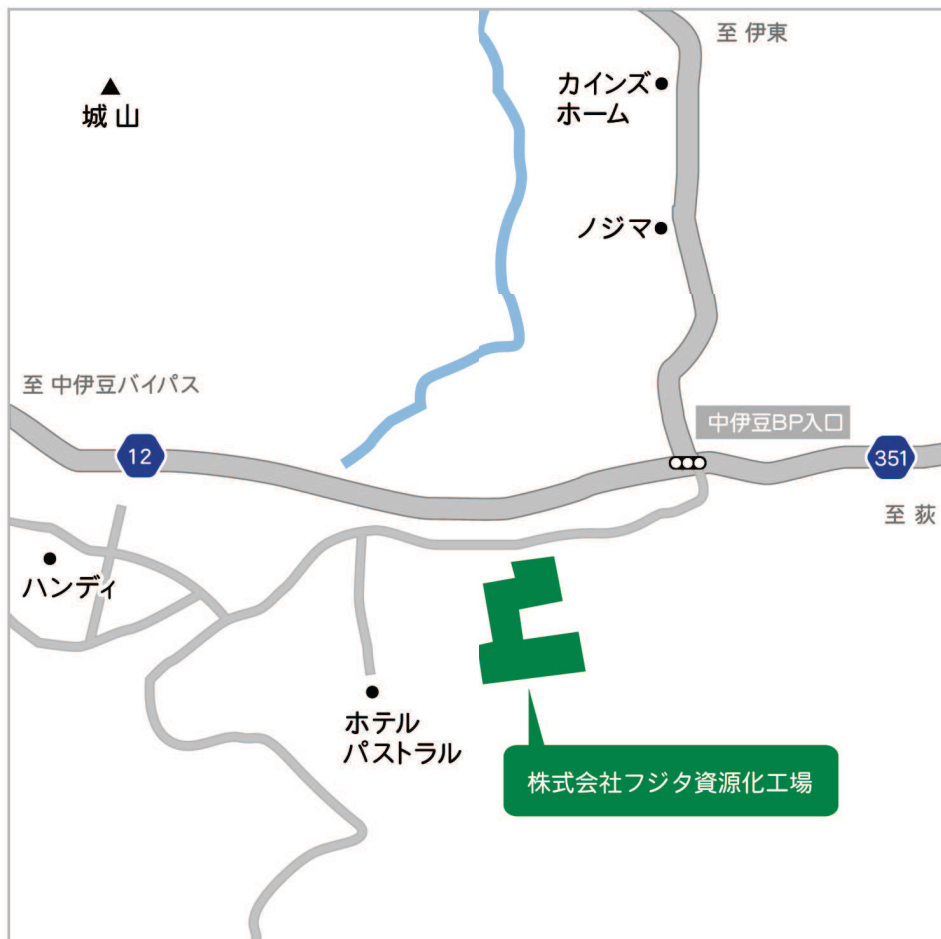 至 伊東
カインズ
ホーム
城山
ノジマ
至 中伊豆バイパス
中伊豆BP入口
12
351
至 荻
ハンディ
ホテル
パストラル
株式会社フジタ資源化工場